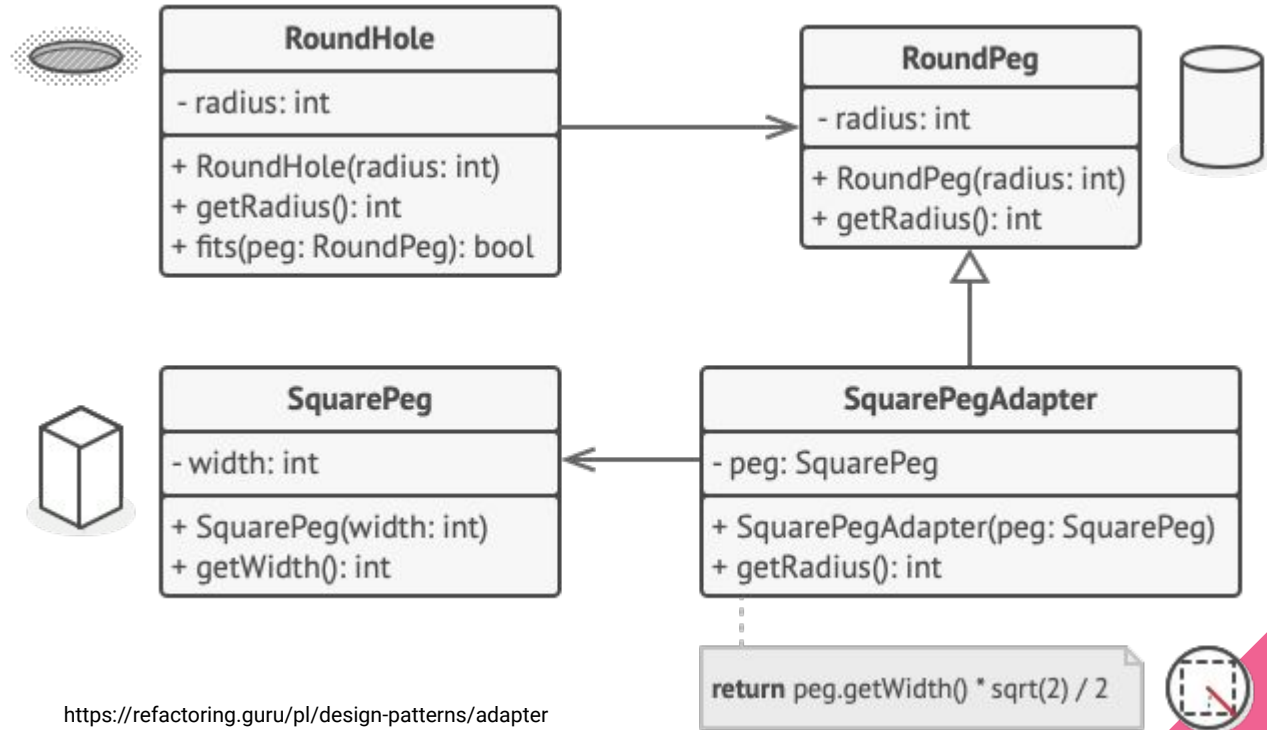 RoundHole
- radius: int
+ RoundHole(radius: int)
+ getRadius(): int
+ fits(peg: RoundPeg): bool
RoundPeg
- radius: int
+ RoundPeg(radius: int)
+ getRadius(): int
SquarePeg
- width: int
+ SquarePeg(width: int)
+ getWidth(): int
SquarePegAdapter
- peg: SquarePeg
+ SquarePegAdapter(peg: SquarePeg)
+ getRadius(): int
return peg.getWidth() * sqrt(2) / 2
https://refactoring.guru/pl/design-patterns/adapter